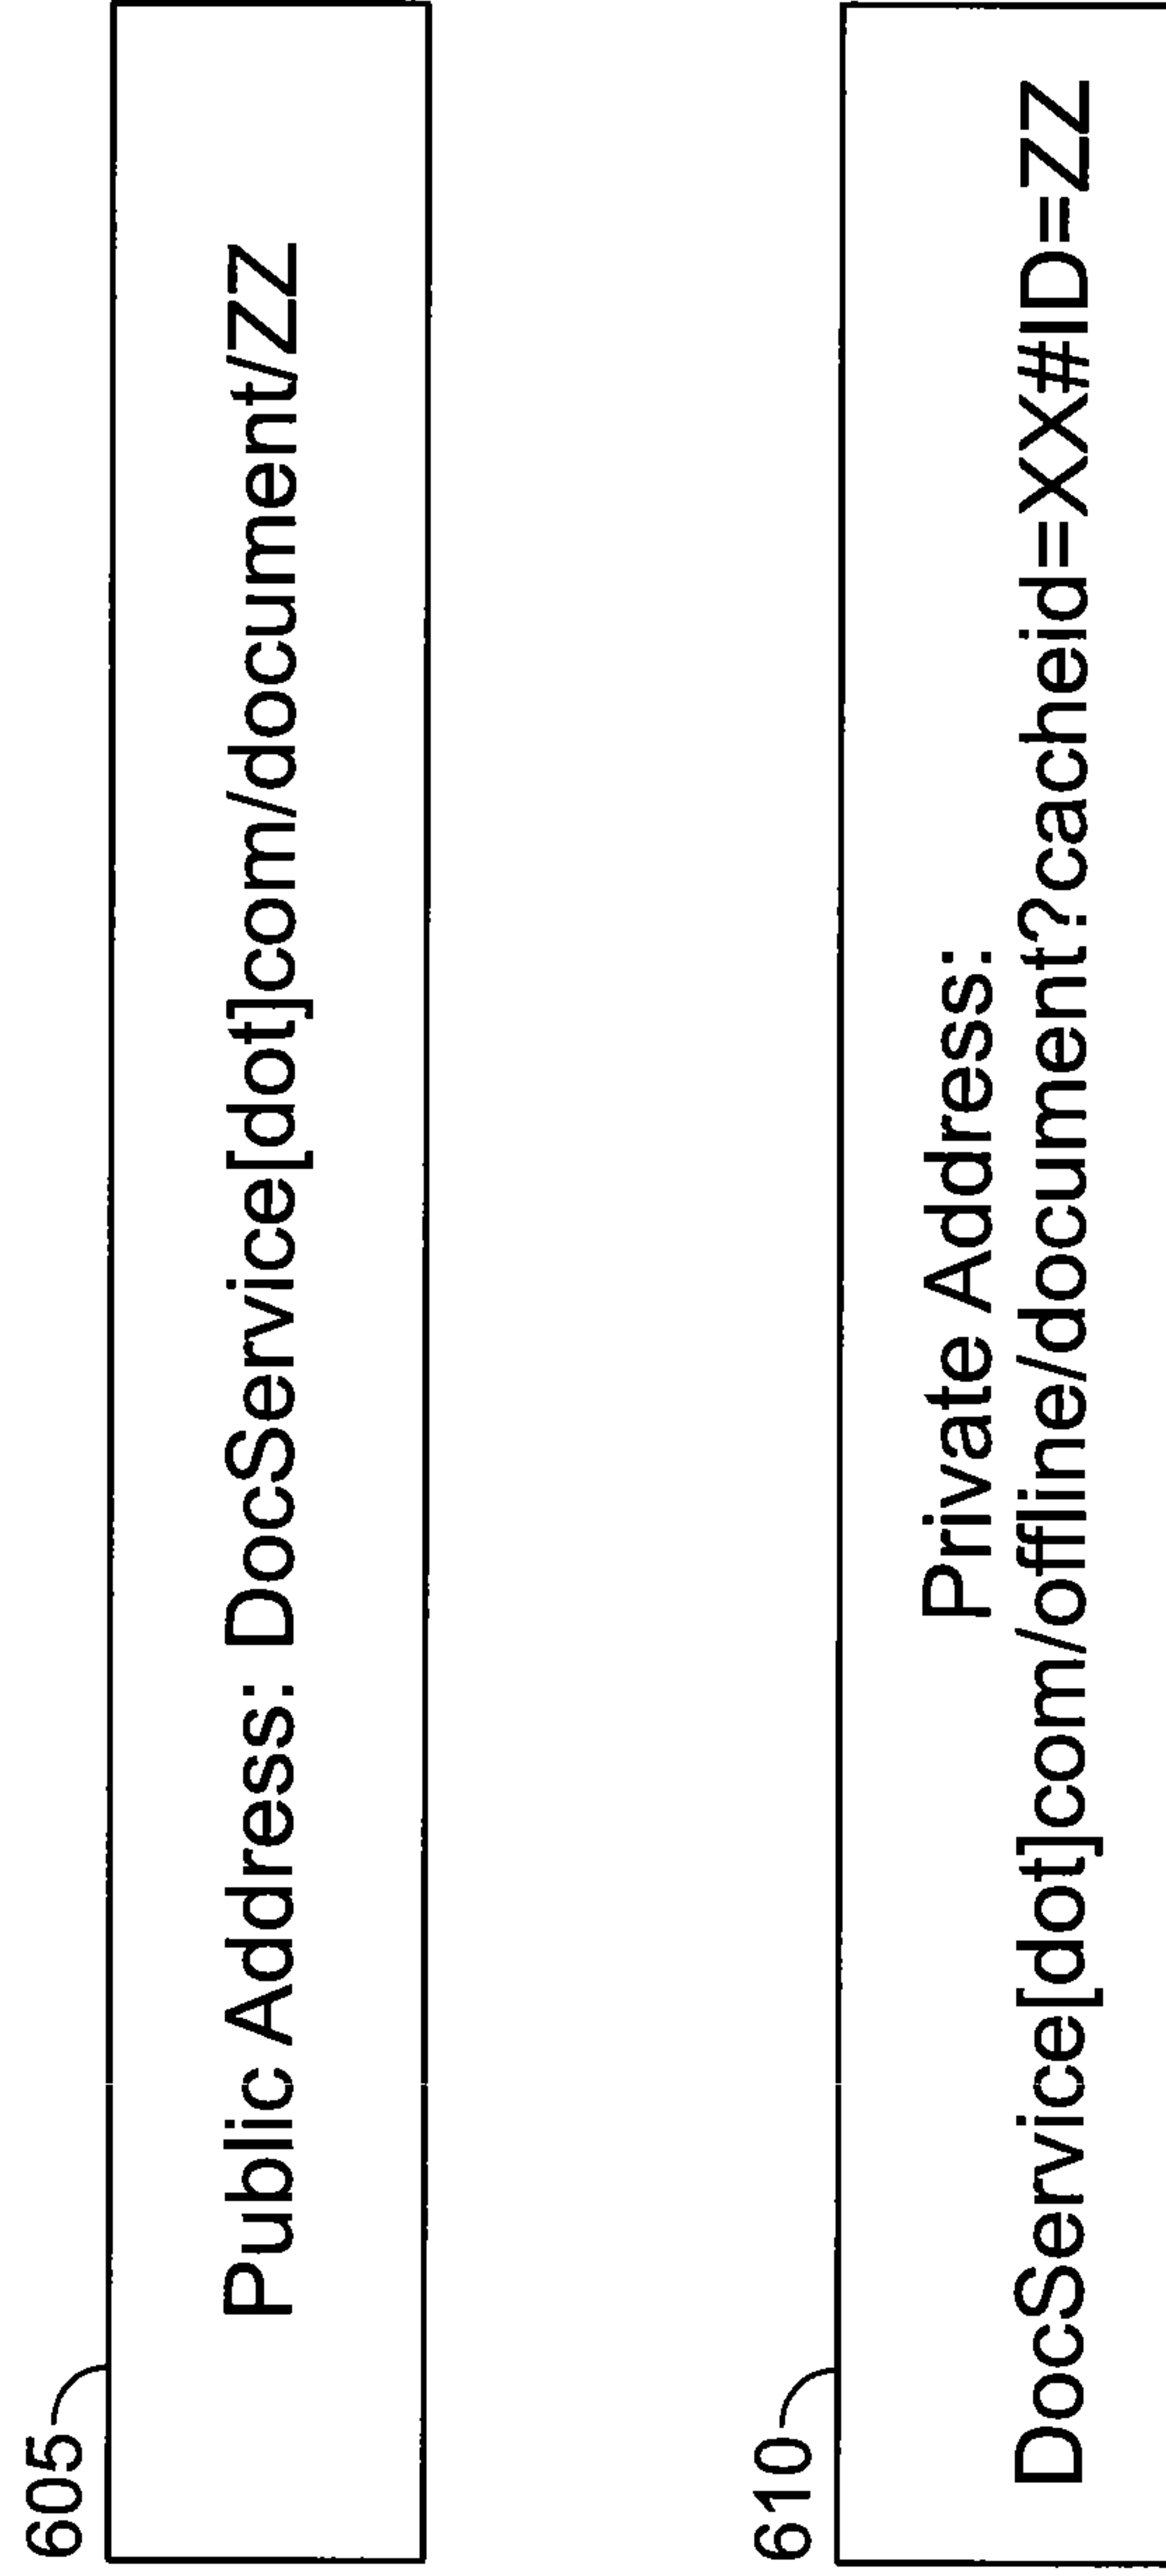 605
Public Address: DocService[dot]com/document/ZZ
610
Private Address:
DocService[dot]com/offline/document?cacheid=XX#ID=ZZ